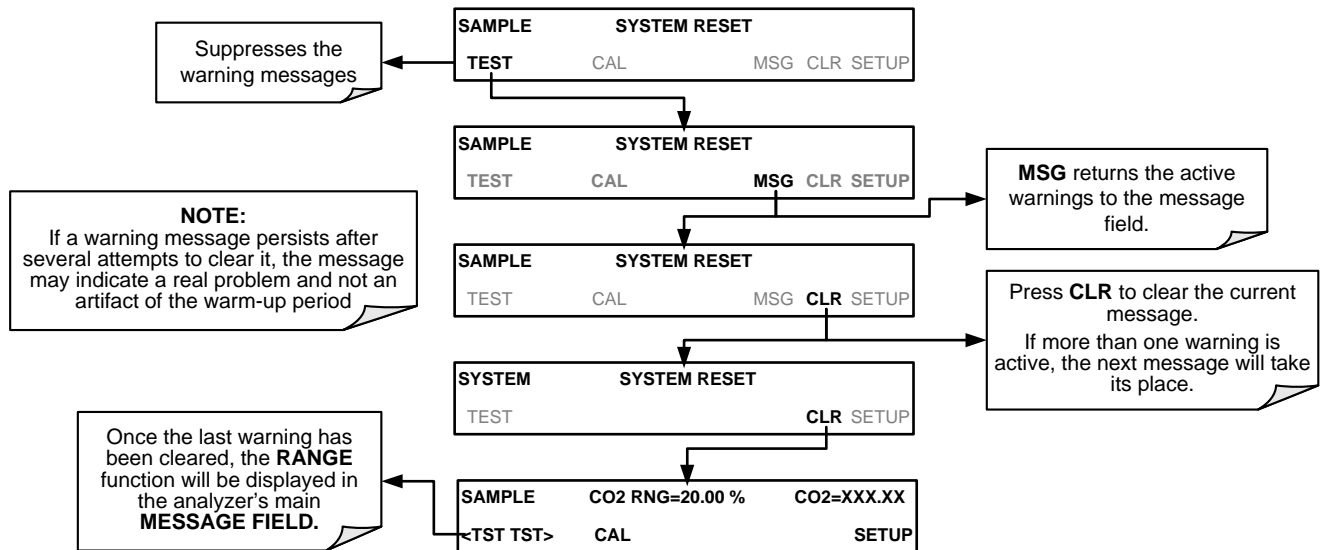 SAMPLE SYSTEM RESET
TEST CAL MSG CLR SETUP
Suppresses the
warning messages
SAMPLE SYSTEM RESET
TEST CAL MSG CLR SETUP
MSG returns the active
warnings to the message
field.
NOTE:
If a warning message persists after
several attempts to clear it, the message
may indicate a real problem and not an
artifact of the warm-up period
SAMPLE SYSTEM RESET
TEST CAL MSG CLR SETUP
Press CLR to clear the current
message.
If more than one warning is
active, the next message will take
its place.
SYSTEM SYSTEM RESET
TEST CLR SETUP
Once the last warning has
been cleared, the RANGE
function will be displayed in
the analyzer's main
MESSAGE FIELD.
SAMPLE CO2 RNG=20.00 % CO2=XXX.XX
<TST TST> CAL SETUP